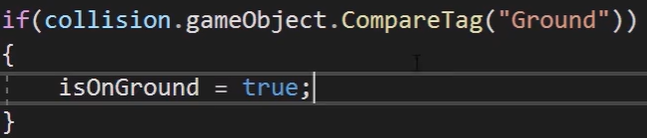 if(collision.gameObject.CompareTag("Ground"))
{
    isOnGround = true;
}